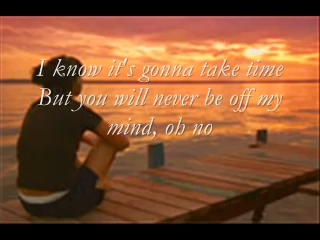 I know it's gonna take time
But you will never be off my
mind, oh no